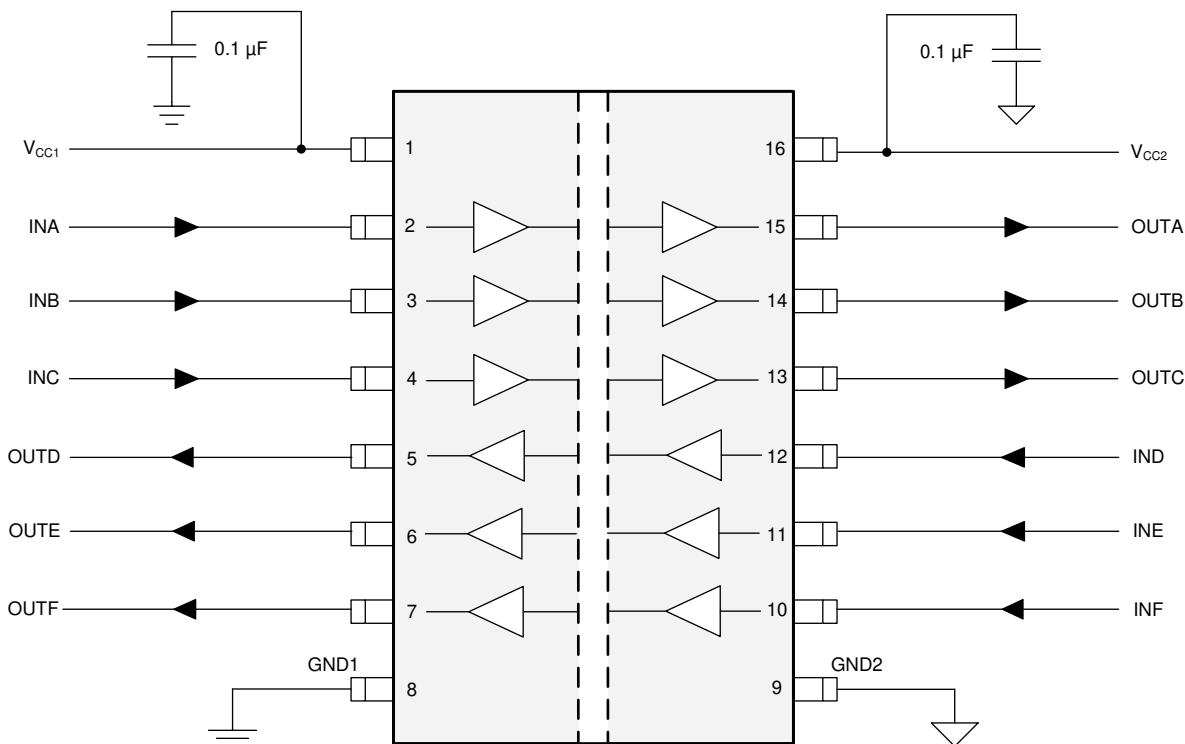 0.1 µF 0.1 µF
VCC1 1 16 VCC2
INA 2 15 OUTA
INB 3 14 OUTB
INC 4 13 OUTC
OUTD 5 12 IND
OUTE 6 11 INE
OUTF 7 10 INF
GND1 GND2
8 9